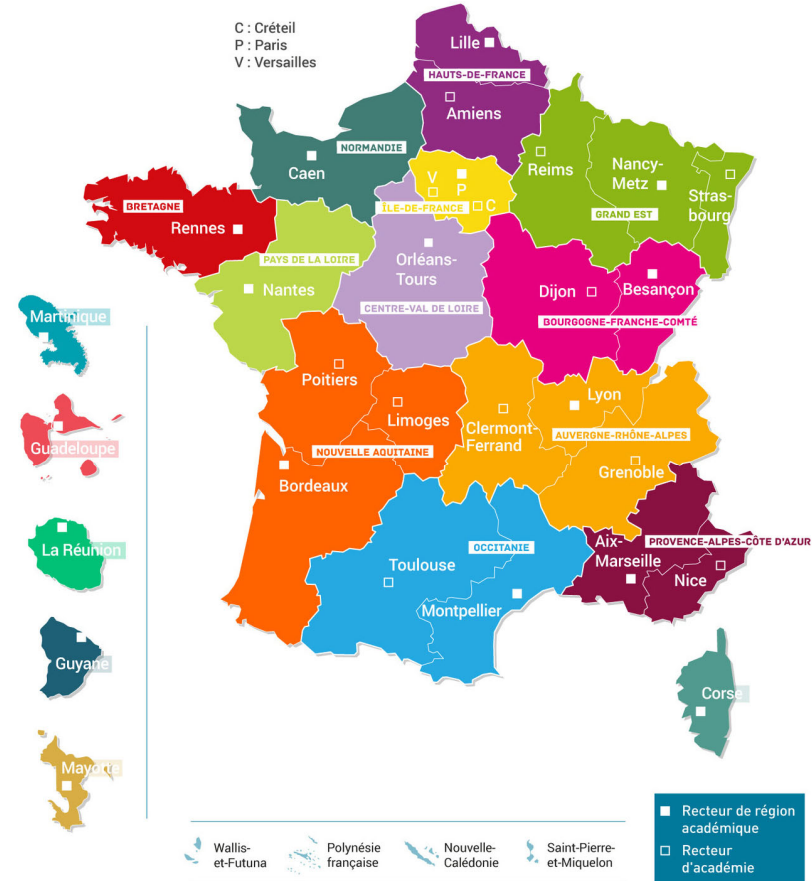 C : Créteil
P : Paris
V : Versailles
Lille
HAUTS-DE-FRANCE
Amiens
NORMANDIE
Caen
Reims
Nancy-
Metz
Stras-
bourg
GRAND EST
V
P
C
ÎLE-DE-FRANCE
BRETAGNE
Rennes
PAYS DE LA LOIRE
Nantes
Orléans-
Tours
CENTRE-VAL DE LOIRE
Dijon
Besançon
BOURGOGNE-FRANCHE-COMTÉ
Poitiers
Limoges
NOUVELLE AQUITAINE
Bordeaux
Clermont-
Ferrand
Lyon
AUVERGNE-RHÔNE-ALPES
Grenoble
Toulouse
OCCITANIE
Montpellier
Aix-
Marseille
PROVENCE-ALPES-CÔTE D'AZUR
Nice
Corse
Martinique
Guadeloupe
La Réunion
Guyane
Mayotte
Wallis-
et-Futuna
Polynésie
française
Nouvelle-
Calédonie
Saint-Pierre-
et-Miquelon
Recteur de région
académique
Recteur
d'académie